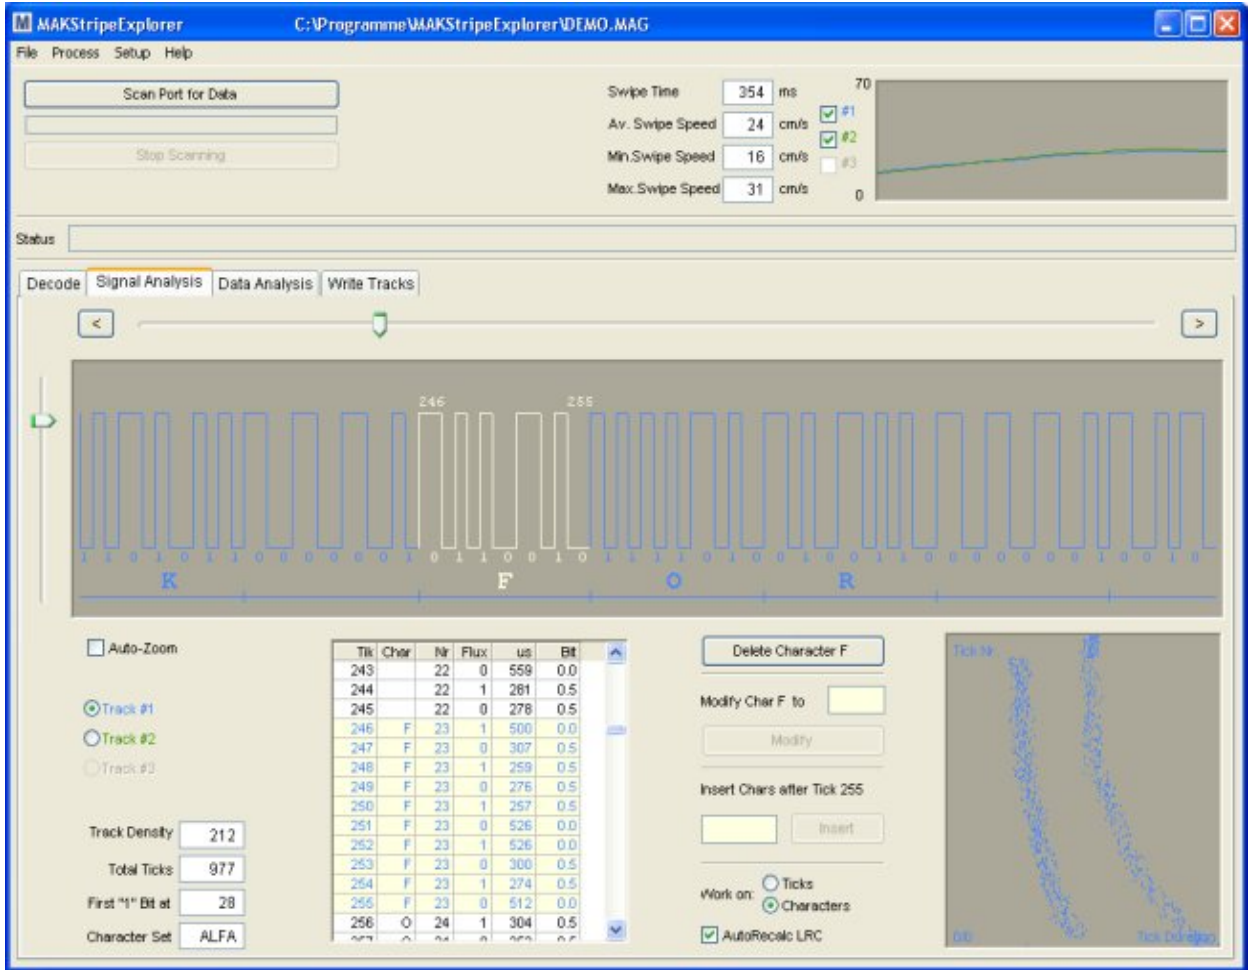 M MAKStripeExplorer C:\Programme\MAKStripeExplorer\DEMO.MAG
File Process Setup Help
Scan Port for Data
Stop Scanning
Swipe Time 354 ms
Av. Swipe Speed 24 cm/s
Min.Swipe Speed 16 cm/s
Max.Swipe Speed 31 cm/s
#1
#2
#3
70
0
Status
Decode Signal Analysis Data Analysis Write Tracks
< >
246 255
0 1 1 0 0 1 0
K F O R
Auto-Zoom
Track #1
Track #2
Track #3
Track Density 212
Total Ticks 977
First "1" Bit at 28
Character Set ALFA
Tik Char Nr Flux us Bit
243 22 0 559 0.0
244 22 1 281 0.5
245 22 0 278 0.5
246 F 23 1 500 0.0
247 F 23 0 307 0.5
248 F 23 1 259 0.5
249 F 23 0 276 0.5
250 F 23 1 257 0.5
251 F 23 0 526 0.0
252 F 23 1 526 0.0
253 F 23 0 300 0.5
254 F 23 1 274 0.5
255 F 23 0 512 0.0
256 O 24 1 304 0.5
Delete Character F
Modify Char F to
Modify
Insert Chars after Tick 255
Insert
Work on: Ticks
Characters
AutoRecalc LRC
Tick Nr
0/0 Tick Duration